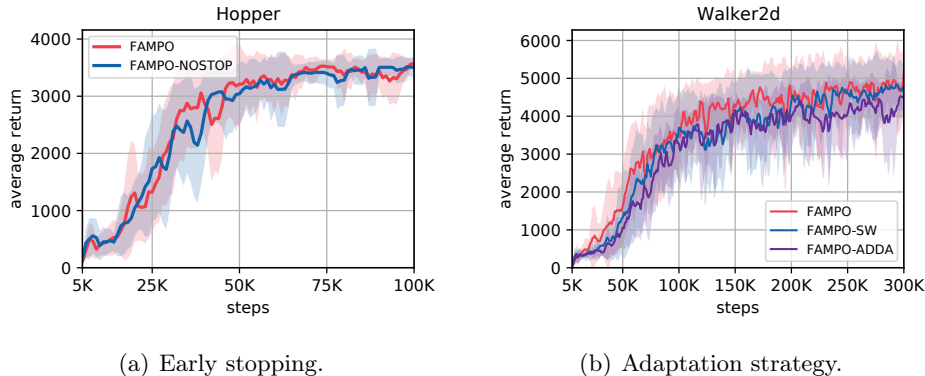 Hopper
4000
3000
2000
1000
0
average return
FAMPO
FAMPO-NOSTOP
5K 25K 50K 75K 100K
steps
(a) Early stopping.
Walker2d
6000
5000
4000
3000
2000
1000
0
average return
FAMPO
FAMPO-SW
FAMPO-ADDA
5K 50K 100K 150K 200K 250K 300K
steps
(b) Adaptation strategy.